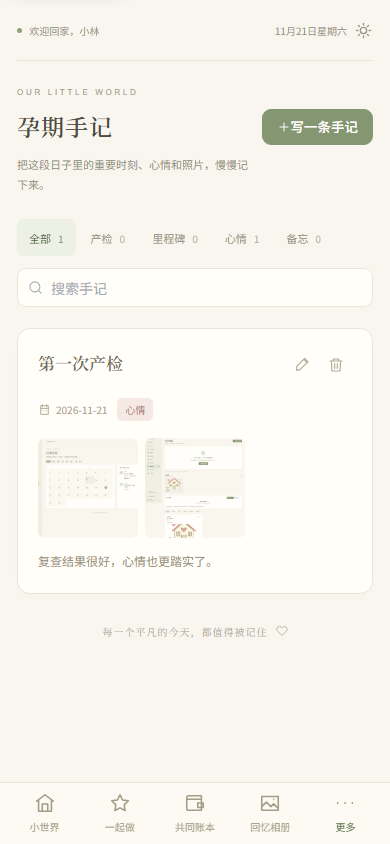 欢迎回家，小林
11月21日星期六
OUR LITTLE WORLD
孕期手记
＋写一条手记
把这段日子里的重要时刻、心情和照片，慢慢记
下来。
全部 1 产检 0 里程碑 0 心情 1 备忘 0
搜索手记
第一次产检
2026-11-21 心情
复查结果很好，心情也更踏实了。
每一个平凡的今天，都值得被记住
小世界 一起做 共同账本 回忆相册 更多